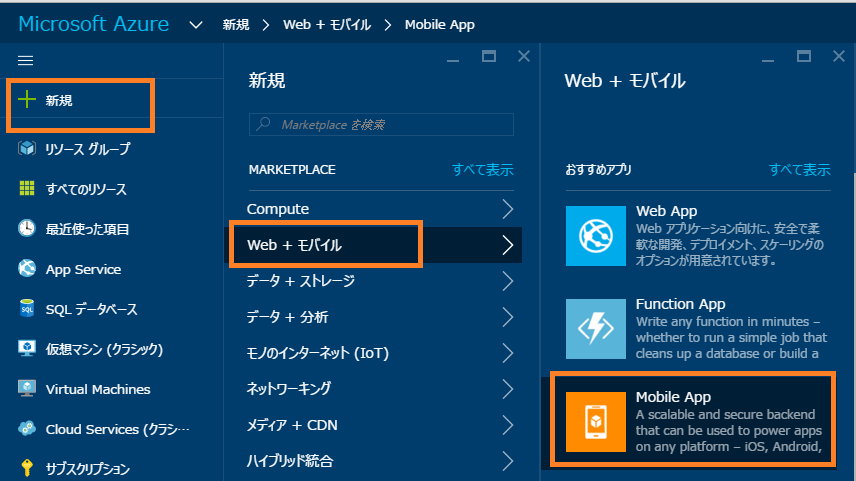 Microsoft Azure 新規 > Web + モバイル > Mobile App
新規
リソース グループ
すべてのリソース
最近使った項目
App Service
SQL データベース
仮想マシン (クラシック)
Virtual Machines
Cloud Services (クラシ…
サブスクリプション
新規
Marketplace を検索
MARKETPLACE すべて表示
Compute
Web + モバイル
データ + ストレージ
データ + 分析
モノのインターネット (IoT)
ネットワーキング
メディア + CDN
ハイブリッド統合
Web + モバイル
おすすめアプリ すべて表示
Web App
Web アプリケーション向けに、安全で柔
軟な開発、デプロイメント、スケーリングの
オプションが用意されています。
Function App
Write any function in minutes –
whether to run a simple job that
cleans up a database or build a
Mobile App
A scalable and secure backend
that can be used to power apps
on any platform – iOS, Android,